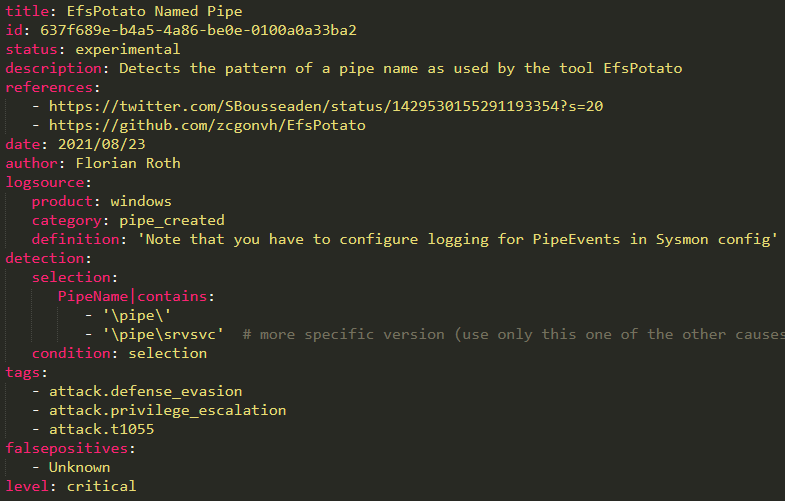 title: EfsPotato Named Pipe
id: 637f689e-b4a5-4a86-be0e-0100a0a33ba2
status: experimental
description: Detects the pattern of a pipe name as used by the tool EfsPotato
references:
- https://twitter.com/SBousseaden/status/1429530155291193354?s=20
- https://github.com/zcgonvh/EfsPotato
date: 2021/08/23
author: Florian Roth
logsource:
product: windows
category: pipe_created
definition: 'Note that you have to configure logging for PipeEvents in Sysmon config'
detection:
selection:
PipeName|contains:
- '\pipe\'
- '\pipe\srvsvc'  # more specific version (use only this one of the other causes
condition: selection
tags:
- attack.defense_evasion
- attack.privilege_escalation
- attack.t1055
falsepositives:
- Unknown
level: critical